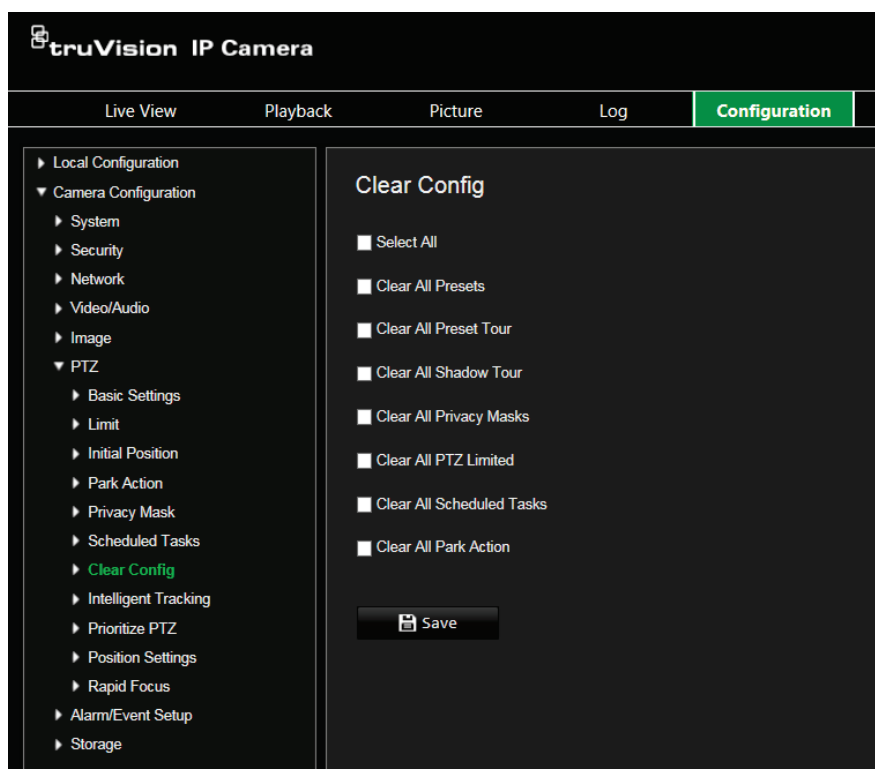 truVision IP Camera
Live View Playback Picture Log Configuration
Local Configuration
Camera Configuration
System
Security
Network
Video/Audio
Image
PTZ
Basic Settings
Limit
Initial Position
Park Action
Privacy Mask
Scheduled Tasks
Clear Config
Intelligent Tracking
Prioritize PTZ
Position Settings
Rapid Focus
Alarm/Event Setup
Storage
Clear Config
Select All
Clear All Presets
Clear All Preset Tour
Clear All Shadow Tour
Clear All Privacy Masks
Clear All PTZ Limited
Clear All Scheduled Tasks
Clear All Park Action
Save